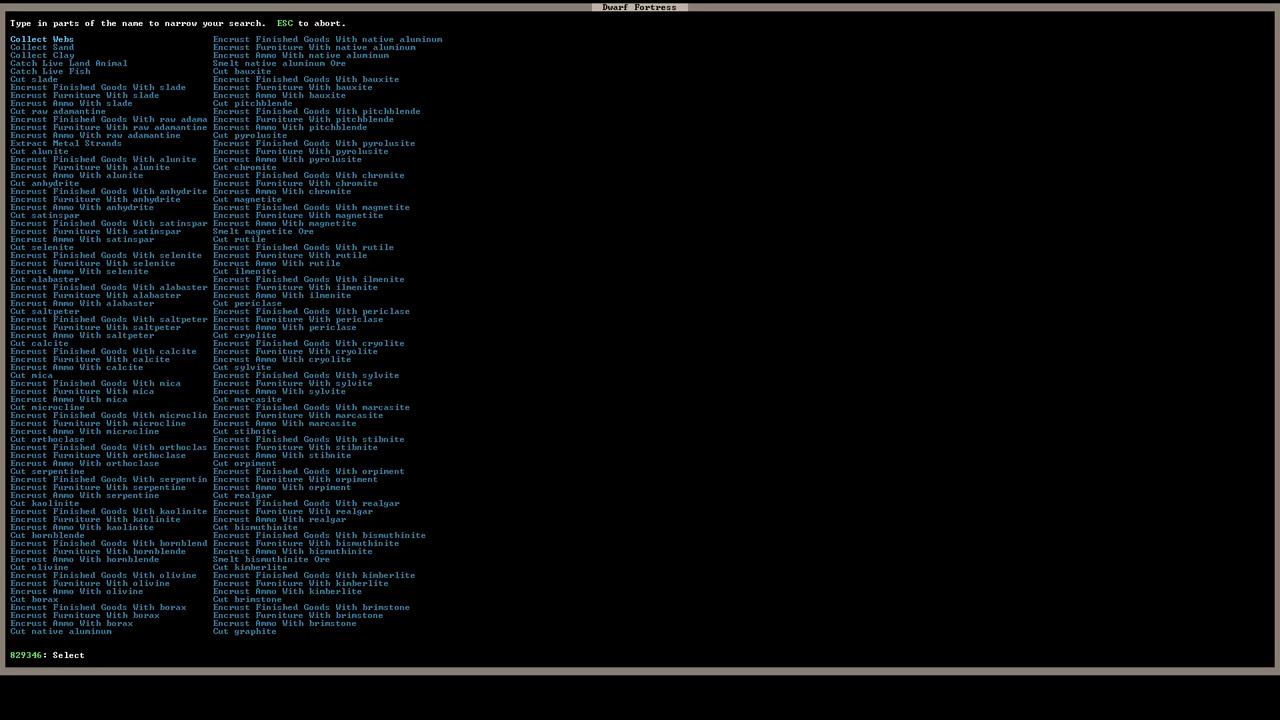 Dwarf Fortress
Type in parts of the name to narrow your search.  ESC to abort.
Collect Webs
Collect Sand
Collect Clay
Catch Live Land Animal
Catch Live Fish
Cut slade
Encrust Finished Goods With slade
Encrust Furniture With slade
Encrust Ammo With slade
Cut raw adamantine
Encrust Finished Goods With raw adama
Encrust Furniture With raw adamantine
Encrust Ammo With raw adamantine
Extract Metal Strands
Cut alunite
Encrust Finished Goods With alunite
Encrust Furniture With alunite
Encrust Ammo With alunite
Cut anhydrite
Encrust Finished Goods With anhydrite
Encrust Furniture With anhydrite
Encrust Ammo With anhydrite
Cut satinspar
Encrust Finished Goods With satinspar
Encrust Furniture With satinspar
Encrust Ammo With satinspar
Cut selenite
Encrust Finished Goods With selenite
Encrust Furniture With selenite
Encrust Ammo With selenite
Cut alabaster
Encrust Finished Goods With alabaster
Encrust Furniture With alabaster
Encrust Ammo With alabaster
Cut saltpeter
Encrust Finished Goods With saltpeter
Encrust Furniture With saltpeter
Encrust Ammo With saltpeter
Cut calcite
Encrust Finished Goods With calcite
Encrust Furniture With calcite
Encrust Ammo With calcite
Cut mica
Encrust Finished Goods With mica
Encrust Furniture With mica
Encrust Ammo With mica
Cut microcline
Encrust Finished Goods With microclin
Encrust Furniture With microcline
Encrust Ammo With microcline
Cut orthoclase
Encrust Finished Goods With orthoclas
Encrust Furniture With orthoclase
Encrust Ammo With orthoclase
Cut serpentine
Encrust Finished Goods With serpentin
Encrust Furniture With serpentine
Encrust Ammo With serpentine
Cut kaolinite
Encrust Finished Goods With kaolinite
Encrust Furniture With kaolinite
Encrust Ammo With kaolinite
Cut hornblende
Encrust Finished Goods With hornblend
Encrust Furniture With hornblende
Encrust Ammo With hornblende
Cut olivine
Encrust Finished Goods With olivine
Encrust Furniture With olivine
Encrust Ammo With olivine
Cut borax
Encrust Finished Goods With borax
Encrust Furniture With borax
Encrust Ammo With borax
Cut native aluminum
Encrust Finished Goods With native aluminum
Encrust Furniture With native aluminum
Encrust Ammo With native aluminum
Smelt native aluminum Ore
Cut bauxite
Encrust Finished Goods With bauxite
Encrust Furniture With bauxite
Encrust Ammo With bauxite
Cut pitchblende
Encrust Finished Goods With pitchblende
Encrust Furniture With pitchblende
Encrust Ammo With pitchblende
Cut pyrolusite
Encrust Finished Goods With pyrolusite
Encrust Furniture With pyrolusite
Encrust Ammo With pyrolusite
Cut chromite
Encrust Finished Goods With chromite
Encrust Furniture With chromite
Encrust Ammo With chromite
Cut magnetite
Encrust Finished Goods With magnetite
Encrust Furniture With magnetite
Encrust Ammo With magnetite
Smelt magnetite Ore
Cut rutile
Encrust Finished Goods With rutile
Encrust Furniture With rutile
Encrust Ammo With rutile
Cut ilmenite
Encrust Finished Goods With ilmenite
Encrust Furniture With ilmenite
Encrust Ammo With ilmenite
Cut periclase
Encrust Finished Goods With periclase
Encrust Furniture With periclase
Encrust Ammo With periclase
Cut cryolite
Encrust Finished Goods With cryolite
Encrust Furniture With cryolite
Encrust Ammo With cryolite
Cut sylvite
Encrust Finished Goods With sylvite
Encrust Furniture With sylvite
Encrust Ammo With sylvite
Cut marcasite
Encrust Finished Goods With marcasite
Encrust Furniture With marcasite
Encrust Ammo With marcasite
Cut stibnite
Encrust Finished Goods With stibnite
Encrust Furniture With stibnite
Encrust Ammo With stibnite
Cut orpiment
Encrust Finished Goods With orpiment
Encrust Furniture With orpiment
Encrust Ammo With orpiment
Cut realgar
Encrust Finished Goods With realgar
Encrust Furniture With realgar
Encrust Ammo With realgar
Cut bismuthinite
Encrust Finished Goods With bismuthinite
Encrust Furniture With bismuthinite
Encrust Ammo With bismuthinite
Smelt bismuthinite Ore
Cut kimberlite
Encrust Finished Goods With kimberlite
Encrust Furniture With kimberlite
Encrust Ammo With kimberlite
Cut brimstone
Encrust Finished Goods With brimstone
Encrust Furniture With brimstone
Encrust Ammo With brimstone
Cut graphite
829346: Select